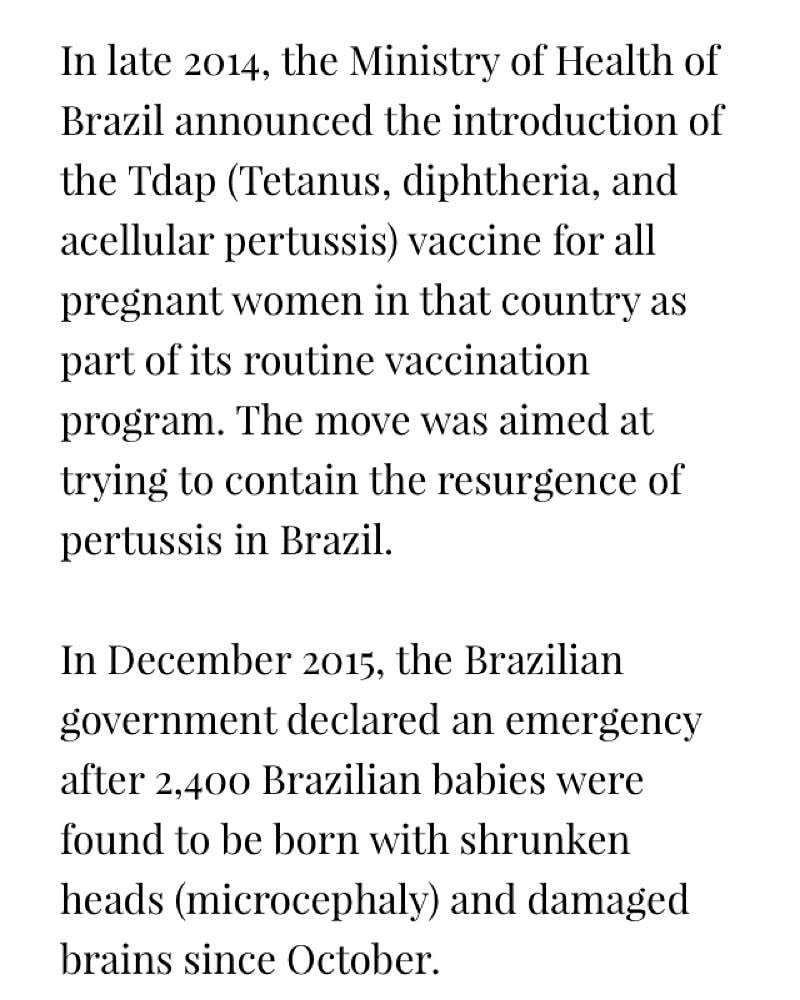 In late 2014, the Ministry of Health of
Brazil announced the introduction of
the Tdap (Tetanus, diphtheria, and
acellular pertussis) vaccine for all
pregnant women in that country as
part of its routine vaccination
program. The move was aimed at
trying to contain the resurgence of
pertussis in Brazil.
In December 2015, the Brazilian
government declared an emergency
after 2,400 Brazilian babies were
found to be born with shrunken
heads (microcephaly) and damaged
brains since October.